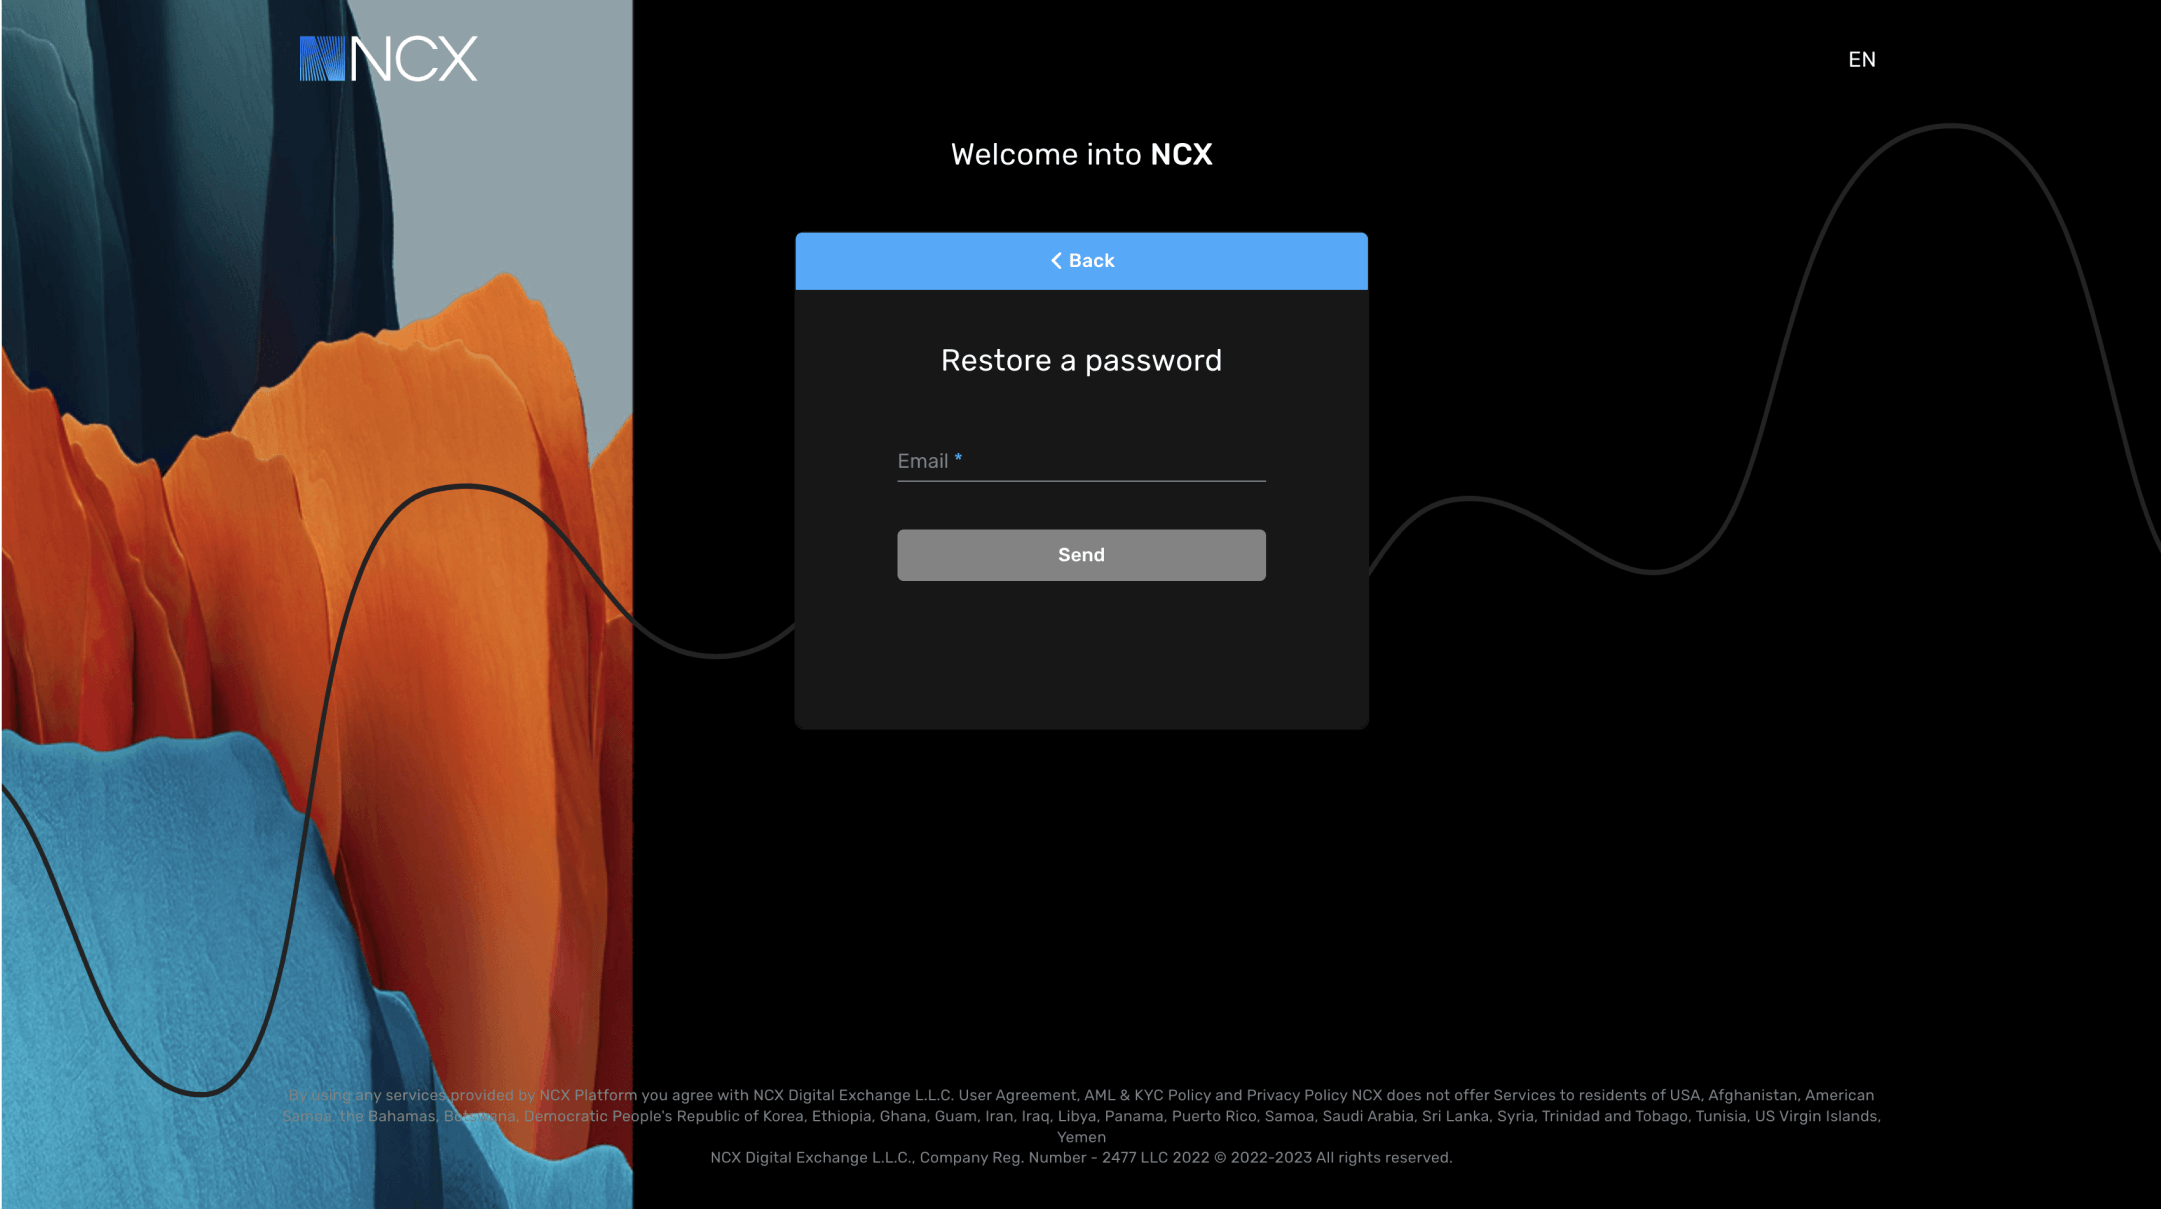 NCX
EN
Welcome into NCX
Back
Restore a password
Email *
Send
By using any services provided by NCX Platform you agree with NCX Digital Exchange L.L.C. User Agreement, AML & KYC Policy and Privacy Policy NCX does not offer Services to residents of USA, Afghanistan, American
Samoa, the Bahamas, Botswana, Democratic People's Republic of Korea, Ethiopia, Ghana, Guam, Iran, Iraq, Libya, Panama, Puerto Rico, Samoa, Saudi Arabia, Sri Lanka, Syria, Trinidad and Tobago, Tunisia, US Virgin Islands,
Yemen
NCX Digital Exchange L.L.C., Company Reg. Number - 2477 LLC 2022 © 2022-2023 All rights reserved.